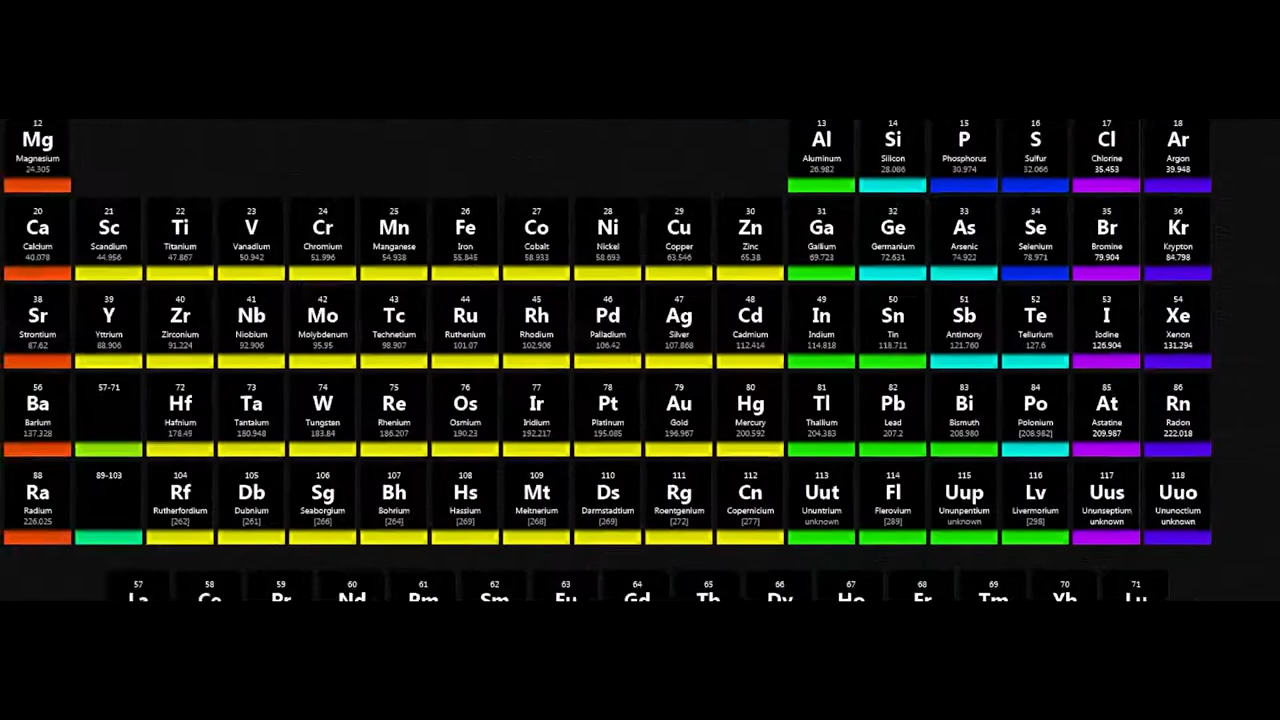 12 13 14 15 16 17 18
Mg Al Si P S Cl Ar
Magnesium Aluminum Silicon Phosphorus Sulfur Chlorine Argon
24.305 26.982 28.086 30.974 32.066 35.453 39.948
20 21 22 23 24 25 26 27 28 29 30 31 32 33 34 35 36
Ca Sc Ti V Cr Mn Fe Co Ni Cu Zn Ga Ge As Se Br Kr
Calcium Scandium Titanium Vanadium Chromium Manganese Iron Cobalt Nickel Copper Zinc Gallium Germanium Arsenic Selenium Bromine Krypton
40.078 44.956 47.867 50.942 51.996 54.938 55.845 58.933 58.693 63.546 65.38 69.723 72.631 74.922 78.971 79.904 84.798
38 39 40 41 42 43 44 45 46 47 48 49 50 51 52 53 54
Sr Y Zr Nb Mo Tc Ru Rh Pd Ag Cd In Sn Sb Te I Xe
Strontium Yttrium Zirconium Niobium Molybdenum Technetium Ruthenium Rhodium Palladium Silver Cadmium Indium Tin Antimony Tellurium Iodine Xenon
87.62 88.906 91.224 92.906 95.95 98.907 101.07 102.906 106.42 107.868 112.414 114.818 118.711 121.760 127.6 126.904 131.294
56 57-71 72 73 74 75 76 77 78 79 80 81 82 83 84 85 86
Ba Hf Ta W Re Os Ir Pt Au Hg Tl Pb Bi Po At Rn
Barium Hafnium Tantalum Tungsten Rhenium Osmium Iridium Platinum Gold Mercury Thallium Lead Bismuth Polonium Astatine Radon
137.328 178.49 180.948 183.84 186.207 190.23 192.217 195.085 196.967 200.592 204.383 207.2 208.980 [208.982] 209.987 222.018
88 89-103 104 105 106 107 108 109 110 111 112 113 114 115 116 117 118
Ra Rf Db Sg Bh Hs Mt Ds Rg Cn Uut Fl Uup Lv Uus Uuo
Radium Rutherfordium Dubnium Seaborgium Bohrium Hassium Meitnerium Darmstadtium Roentgenium Copernicium Ununtrium Flerovium Ununpentium Livermorium Ununseptium Ununoctium
226.025 [262] [261] [266] [264] [269] [268] [269] [272] [277] unknown [289] unknown [298] unknown unknown
57 58 59 60 61 62 63 64 65 66 67 68 69 70 71
La Ce Pr Nd Pm Sm Eu Gd Tb Dy Ho Er Tm Yb Lu